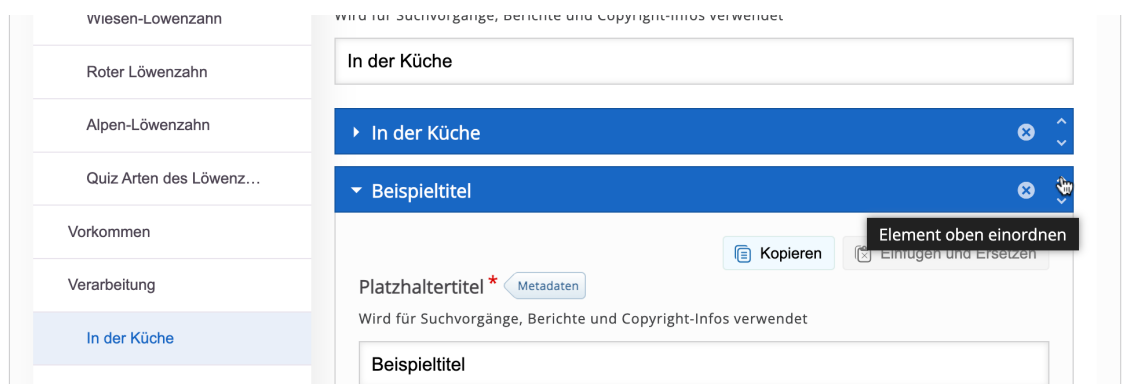 Wiesen-Löwenzahn
Roter Löwenzahn
Alpen-Löwenzahn
Quiz Arten des Löwenz...
Vorkommen
Verarbeitung
In der Küche
Wird für Suchvorgänge, Berichte und Copyright-Infos verwendet
In der Küche
In der Küche
Beispieltitel
Element oben einordnen
Kopieren
Einfügen und Ersetzen
Platzhaltertitel * Metadaten
Wird für Suchvorgänge, Berichte und Copyright-Infos verwendet
Beispieltitel